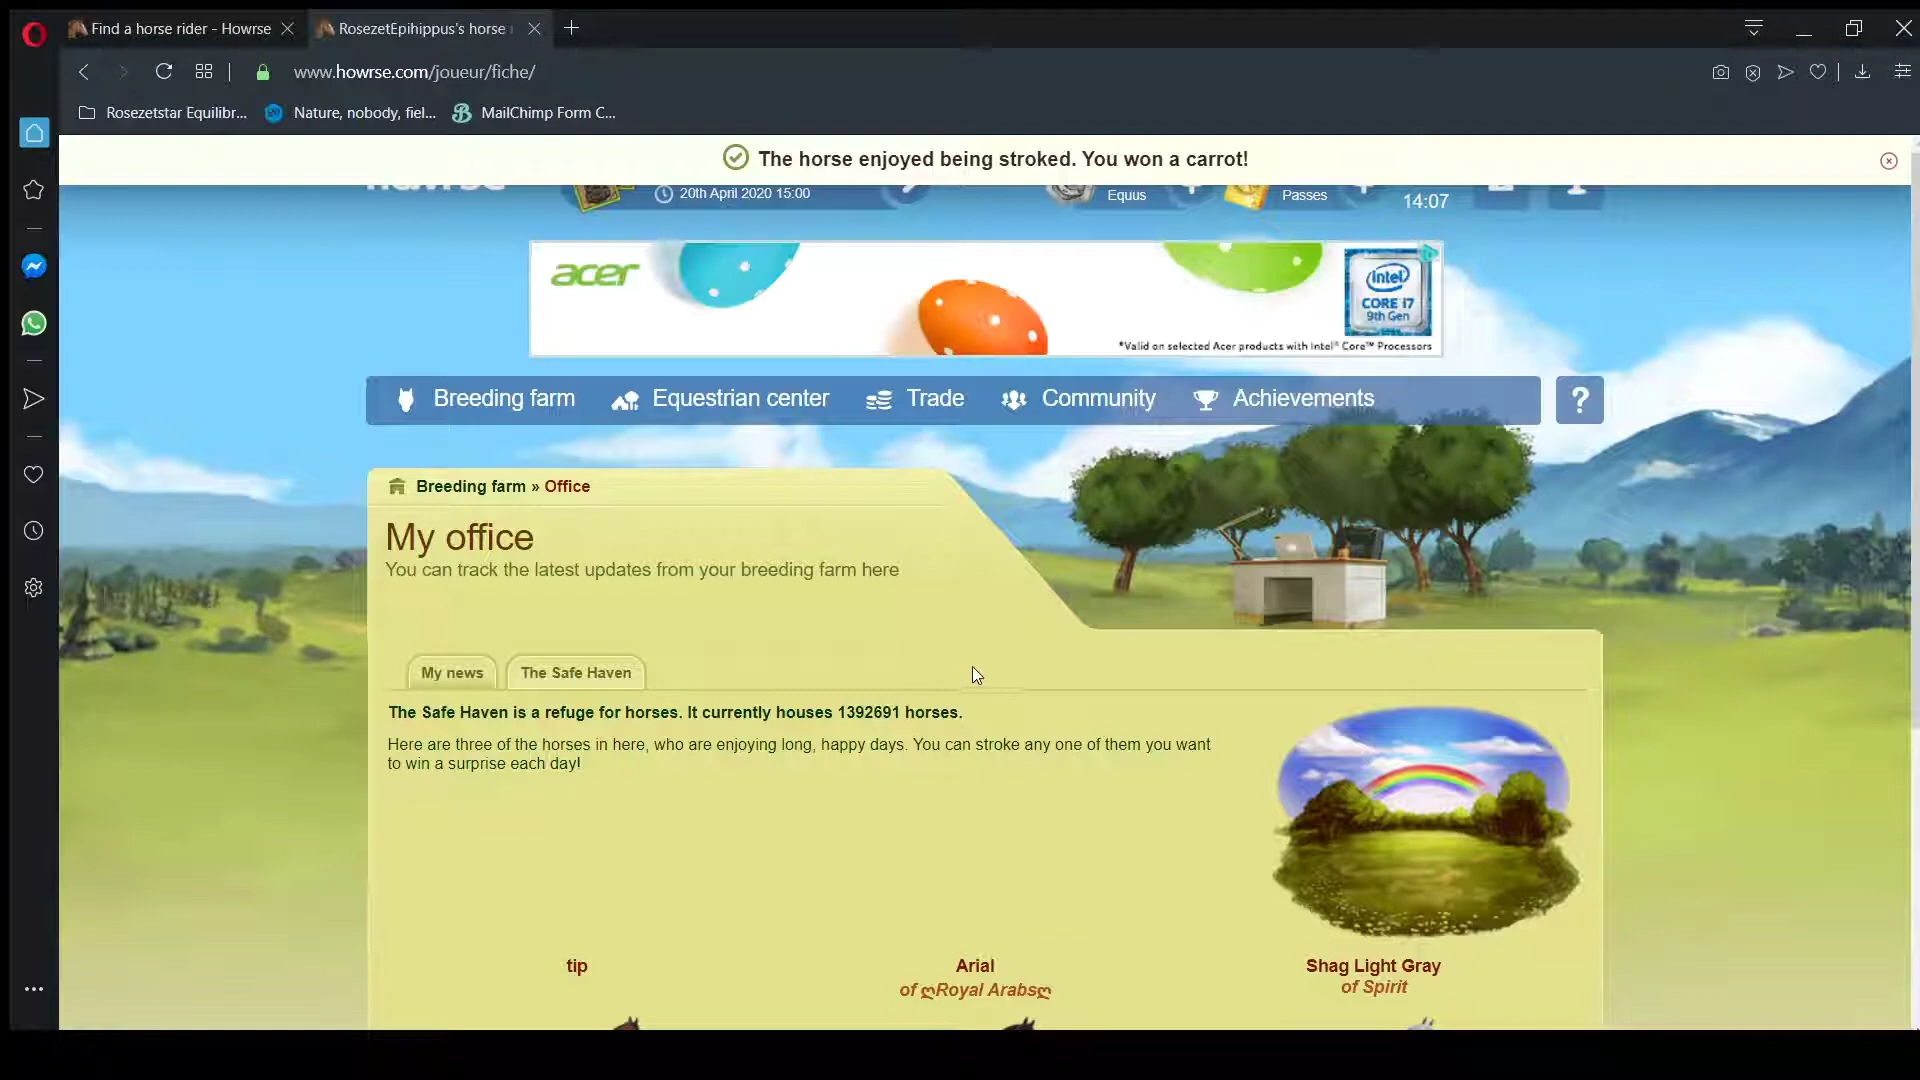 Find a horse rider - Howrse
RosezetEpihippus's horse
www.howrse.com/joueur/fiche/
Rosezetstar Equilibr...
Nature, nobody, fiel...
MailChimp Form C...
The horse enjoyed being stroked. You won a carrot!
20th April 2020 15:00
Equus
Passes
14:07
acer
intel
CORE i7
9th Gen
*Valid on selected Acer products with Intel® Core™ Processors
Breeding farm
Equestrian center
Trade
Community
Achievements
?
Breeding farm » Office
My office
You can track the latest updates from your breeding farm here
My news
The Safe Haven
The Safe Haven is a refuge for horses. It currently houses 1392691 horses.
Here are three of the horses in here, who are enjoying long, happy days. You can stroke any one of them you want
to win a surprise each day!
tip
Arial
of ღRoyal Arabsღ
Shag Light Gray
of Spirit